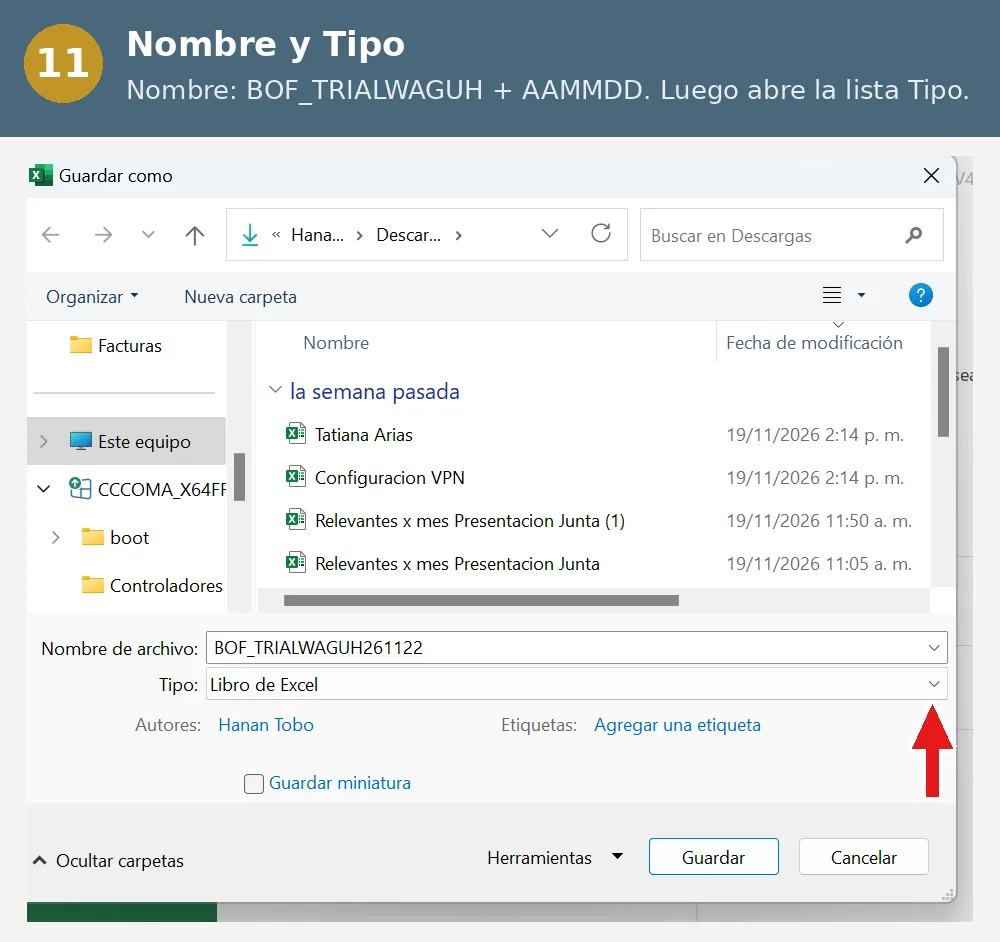 11
Nombre y Tipo
Nombre: BOF_TRIALWAGUH + AAMMDD. Luego abre la lista Tipo.
Guardar como
V4
« Hana... › Descar... ›
Buscar en Descargas
Organizar
Nueva carpeta
?
Facturas
Nombre
Fecha de modificación
la semana pasada
Este equipo
Tatiana Arias 19/11/2026 2:14 p. m.
CCCOMA_X64FF
Configuracion VPN 19/11/2026 2:14 p. m.
boot
Relevantes x mes Presentacion Junta (1) 19/11/2026 11:50 a. m.
Controladores
Relevantes x mes Presentacion Junta 19/11/2026 11:05 a. m.
Nombre de archivo: BOF_TRIALWAGUH261122
Tipo: Libro de Excel
Autores: Hanan Tobo
Etiquetas: Agregar una etiqueta
Guardar miniatura
Ocultar carpetas
Herramientas
Guardar
Cancelar